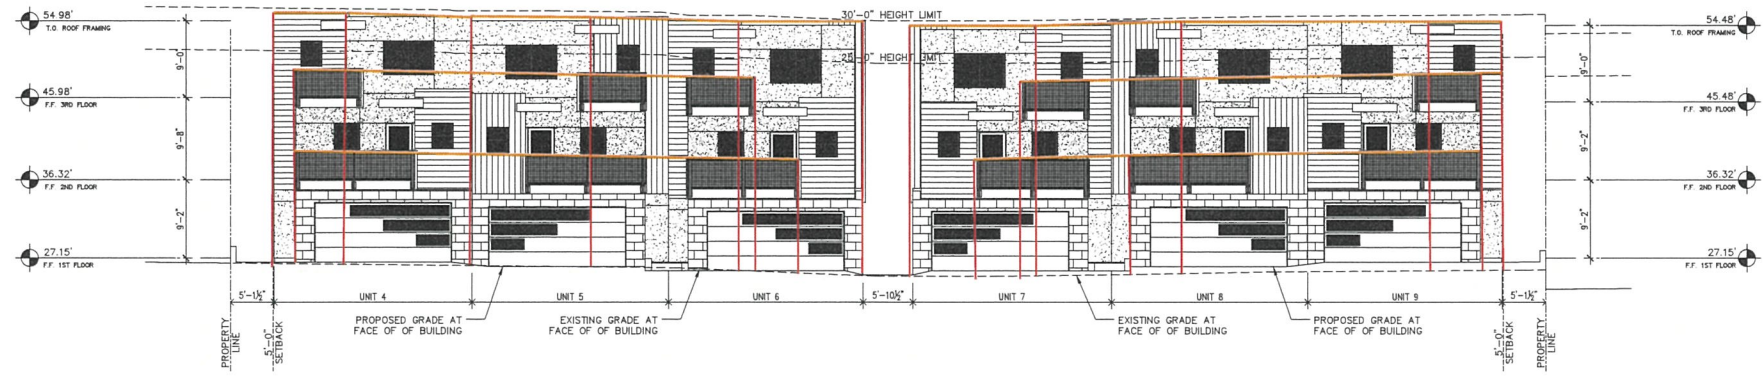 54.98'
T.O. ROOF FRAMING
9'-0"
45.98'
F.F. 3RD FLOOR
9'-8"
36.32'
F.F. 2ND FLOOR
9'-2"
27.15'
F.F. 1ST FLOOR
30'-0" HEIGHT LIMIT
25'-0" HEIGHT LIMIT
54.48'
T.O. ROOF FRAMING
9'-0"
45.48'
F.F. 3RD FLOOR
9'-2"
36.32'
F.F. 2ND FLOOR
9'-2"
27.15'
F.F. 1ST FLOOR
5'-1½"
UNIT 4
UNIT 5
UNIT 6
5'-10½"
UNIT 7
UNIT 8
UNIT 9
5'-1½"
PROPERTY
LINE
5'-0"
SETBACK
PROPOSED GRADE AT
FACE OF OF BUILDING
EXISTING GRADE AT
FACE OF OF BUILDING
EXISTING GRADE AT
FACE OF OF BUILDING
PROPOSED GRADE AT
FACE OF OF BUILDING
5'-0"
SETBACK
PROPERTY
LINE